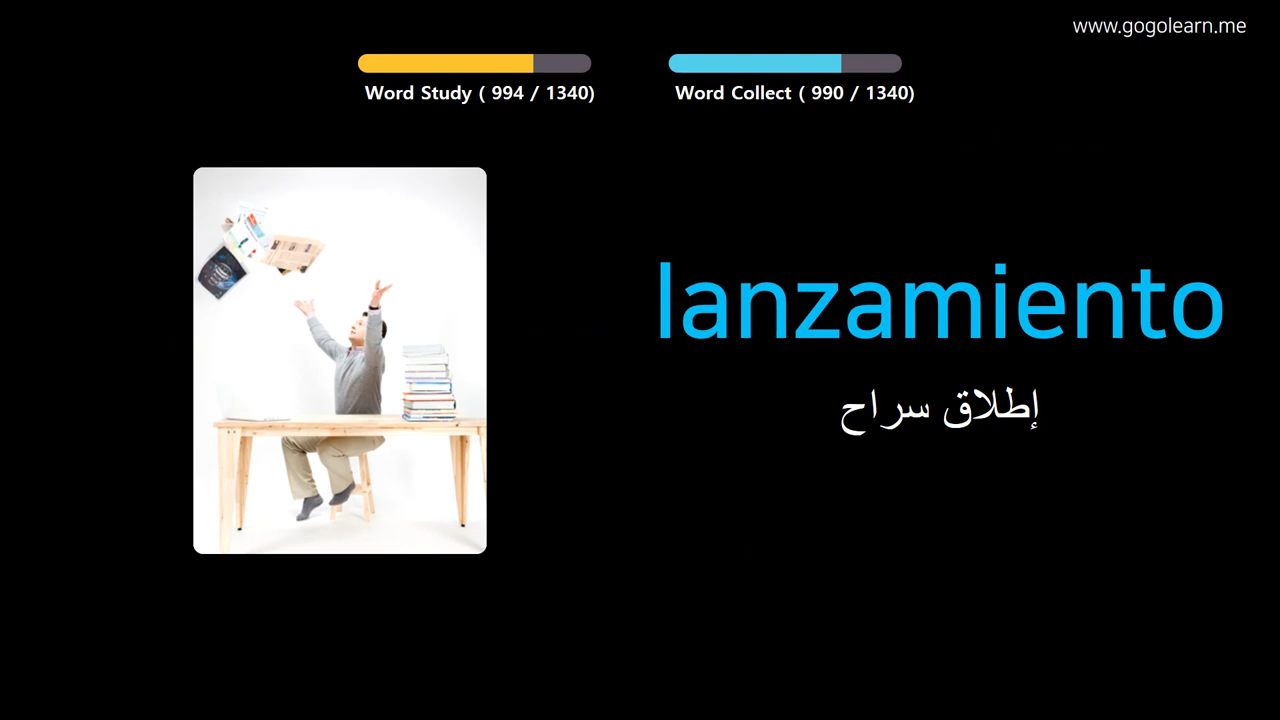 www.gogolearn.me
Word Study ( 994 / 1340)
Word Collect ( 990 / 1340)
lanzamiento
إطلاق سراح